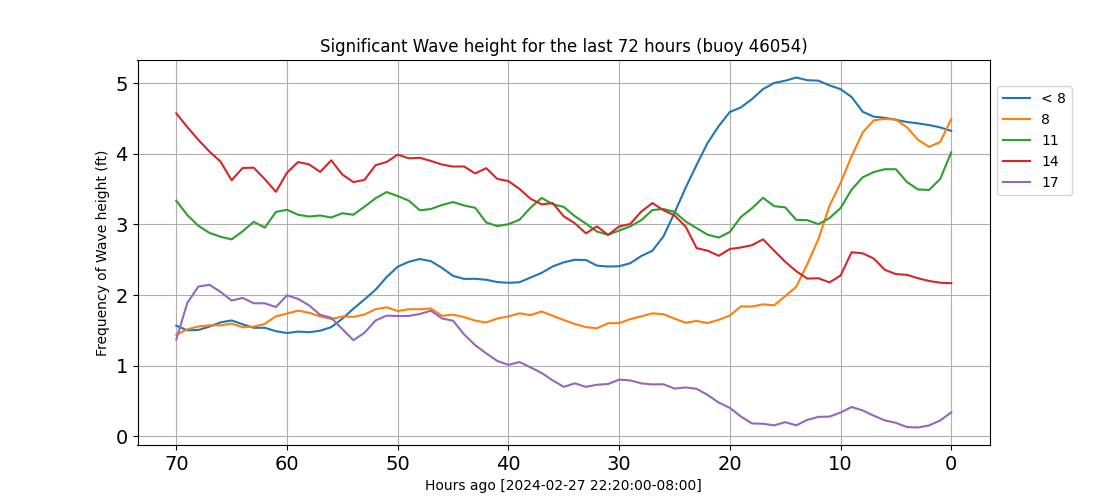 Significant Wave height for the last 72 hours (buoy 46054)
Frequency of Wave height (ft)
5
4
3
2
1
0
70 60 50 40 30 20 10 0
Hours ago [2024-02-27 22:20:00-08:00]
< 8
8
11
14
17